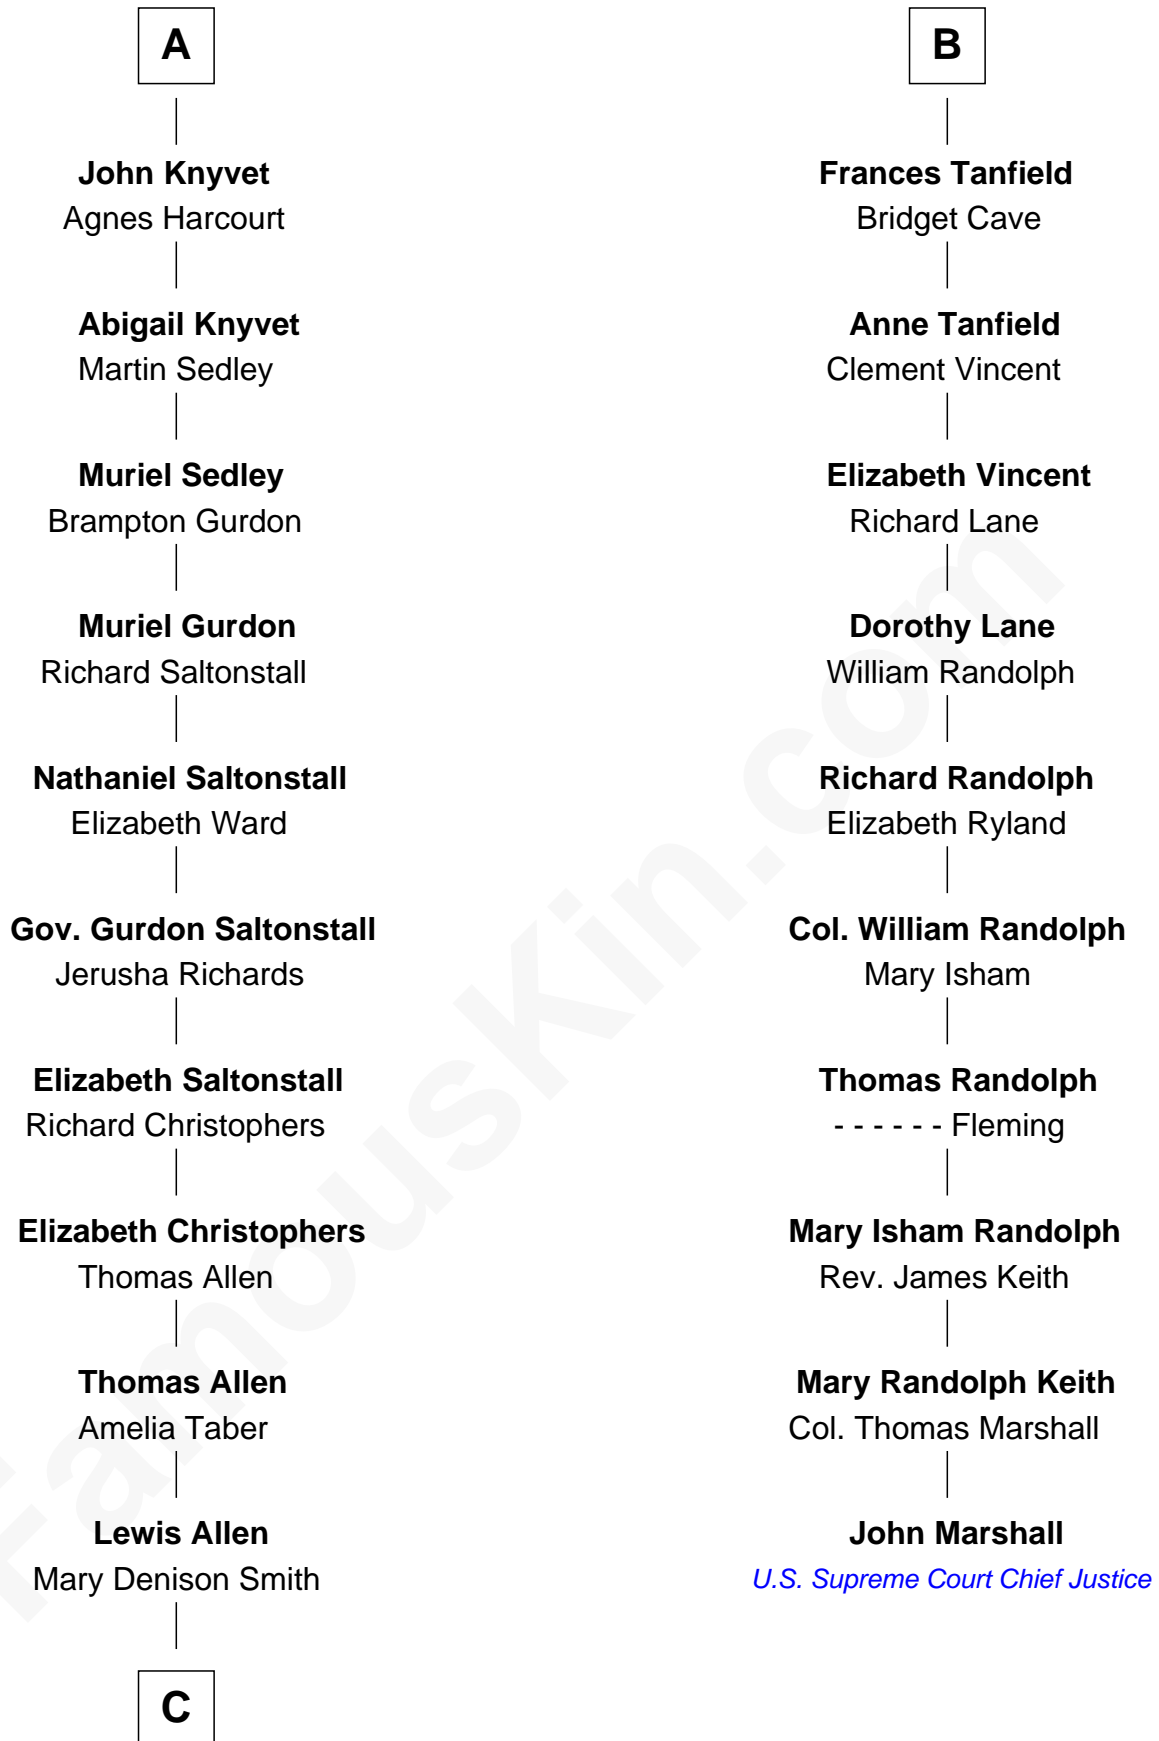 A
John Knyvet
Agnes Harcourt
Abigail Knyvet
Martin Sedley
Muriel Sedley
Brampton Gurdon
Muriel Gurdon
Richard Saltonstall
Nathaniel Saltonstall
Elizabeth Ward
Gov. Gurdon Saltonstall
Jerusha Richards
Elizabeth Saltonstall
Richard Christophers
Elizabeth Christophers
Thomas Allen
Thomas Allen
Amelia Taber
Lewis Allen
Mary Denison Smith
C
B
Frances Tanfield
Bridget Cave
Anne Tanfield
Clement Vincent
Elizabeth Vincent
Richard Lane
Dorothy Lane
William Randolph
Richard Randolph
Elizabeth Ryland
Col. William Randolph
Mary Isham
Thomas Randolph
- - - - - - Fleming
Mary Isham Randolph
Rev. James Keith
Mary Randolph Keith
Col. Thomas Marshall
John Marshall
U.S. Supreme Court Chief Justice
FamousKin.com